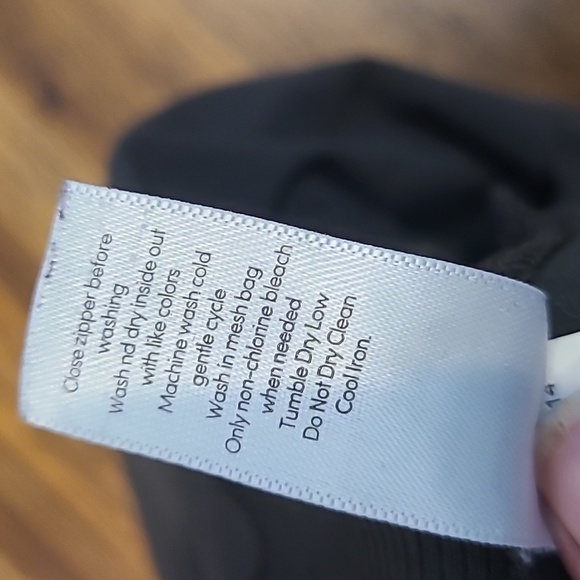 Close zipper before
washing
Wash nd dry inside out
with like colors
Machine wash cold
gentle cycle
Wash in mesh bag
Only non-chlorine bleach
when needed
Tumble Dry Low
Do Not Dry Clean
Cool Iron.